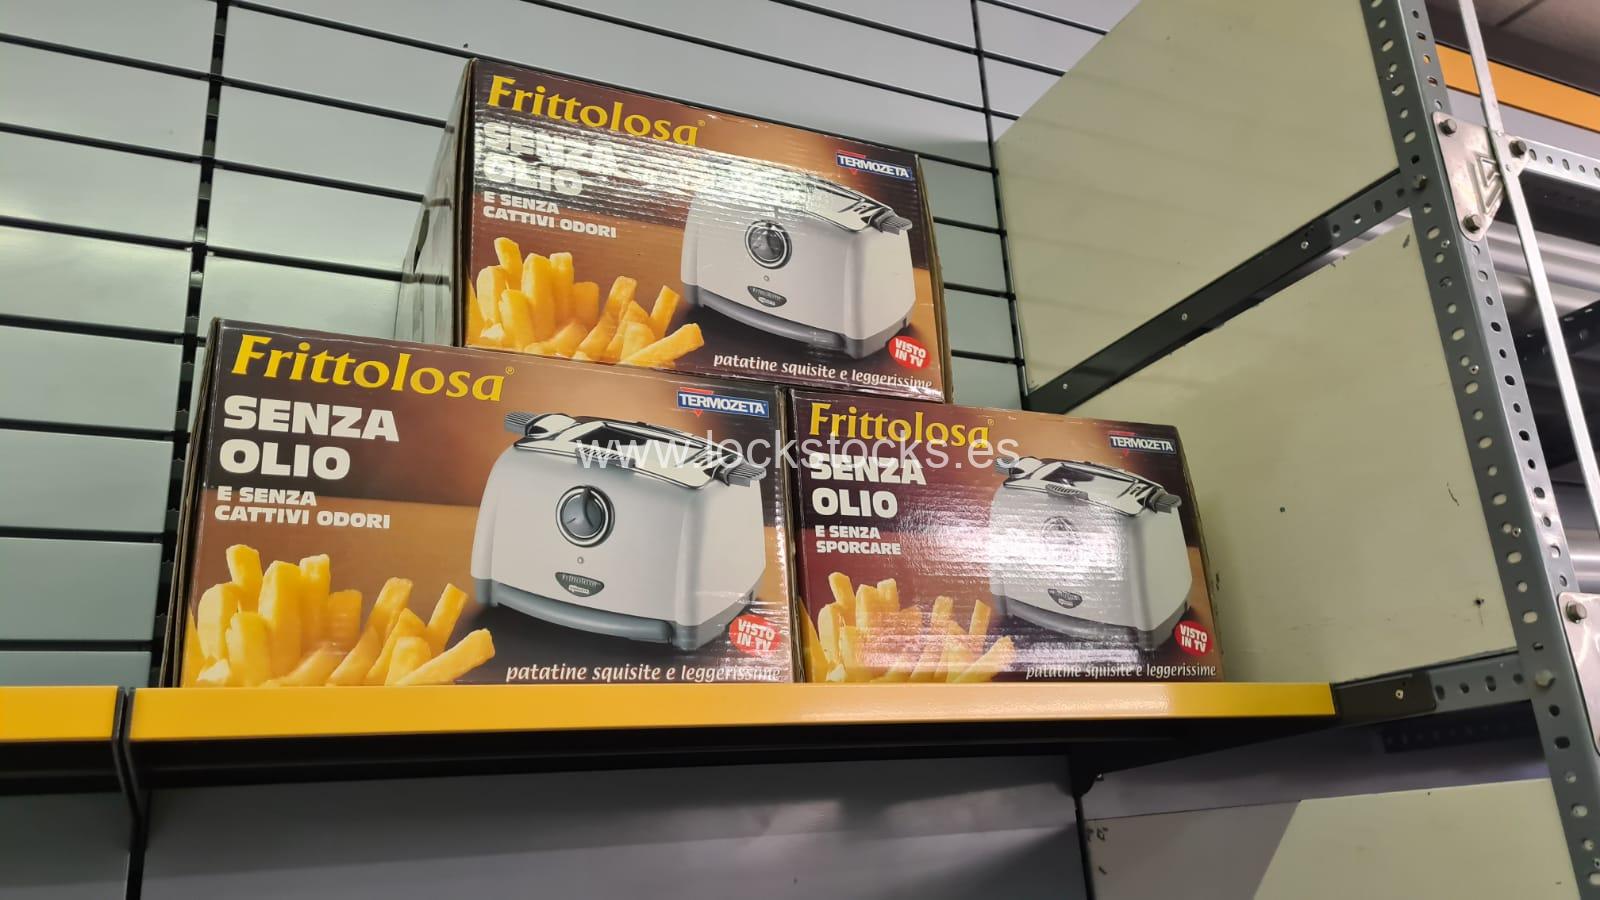 Frittolosa®
SENZA
OLIO
E SENZA
CATTIVI ODORI
TERMOZETA
VISTO
IN TV
patatine squisite e leggerissime
Frittolosa®
SENZA
OLIO
E SENZA
CATTIVI ODORI
TERMOZETA
Frittolosa
VISTO
IN TV
patatine squisite e leggerissime
Frittolosa®
SENZA
OLIO
E SENZA
SPORCARE
TERMOZETA
VISTO
IN TV
patatine squisite e leggerissime
www.lockstocks.es